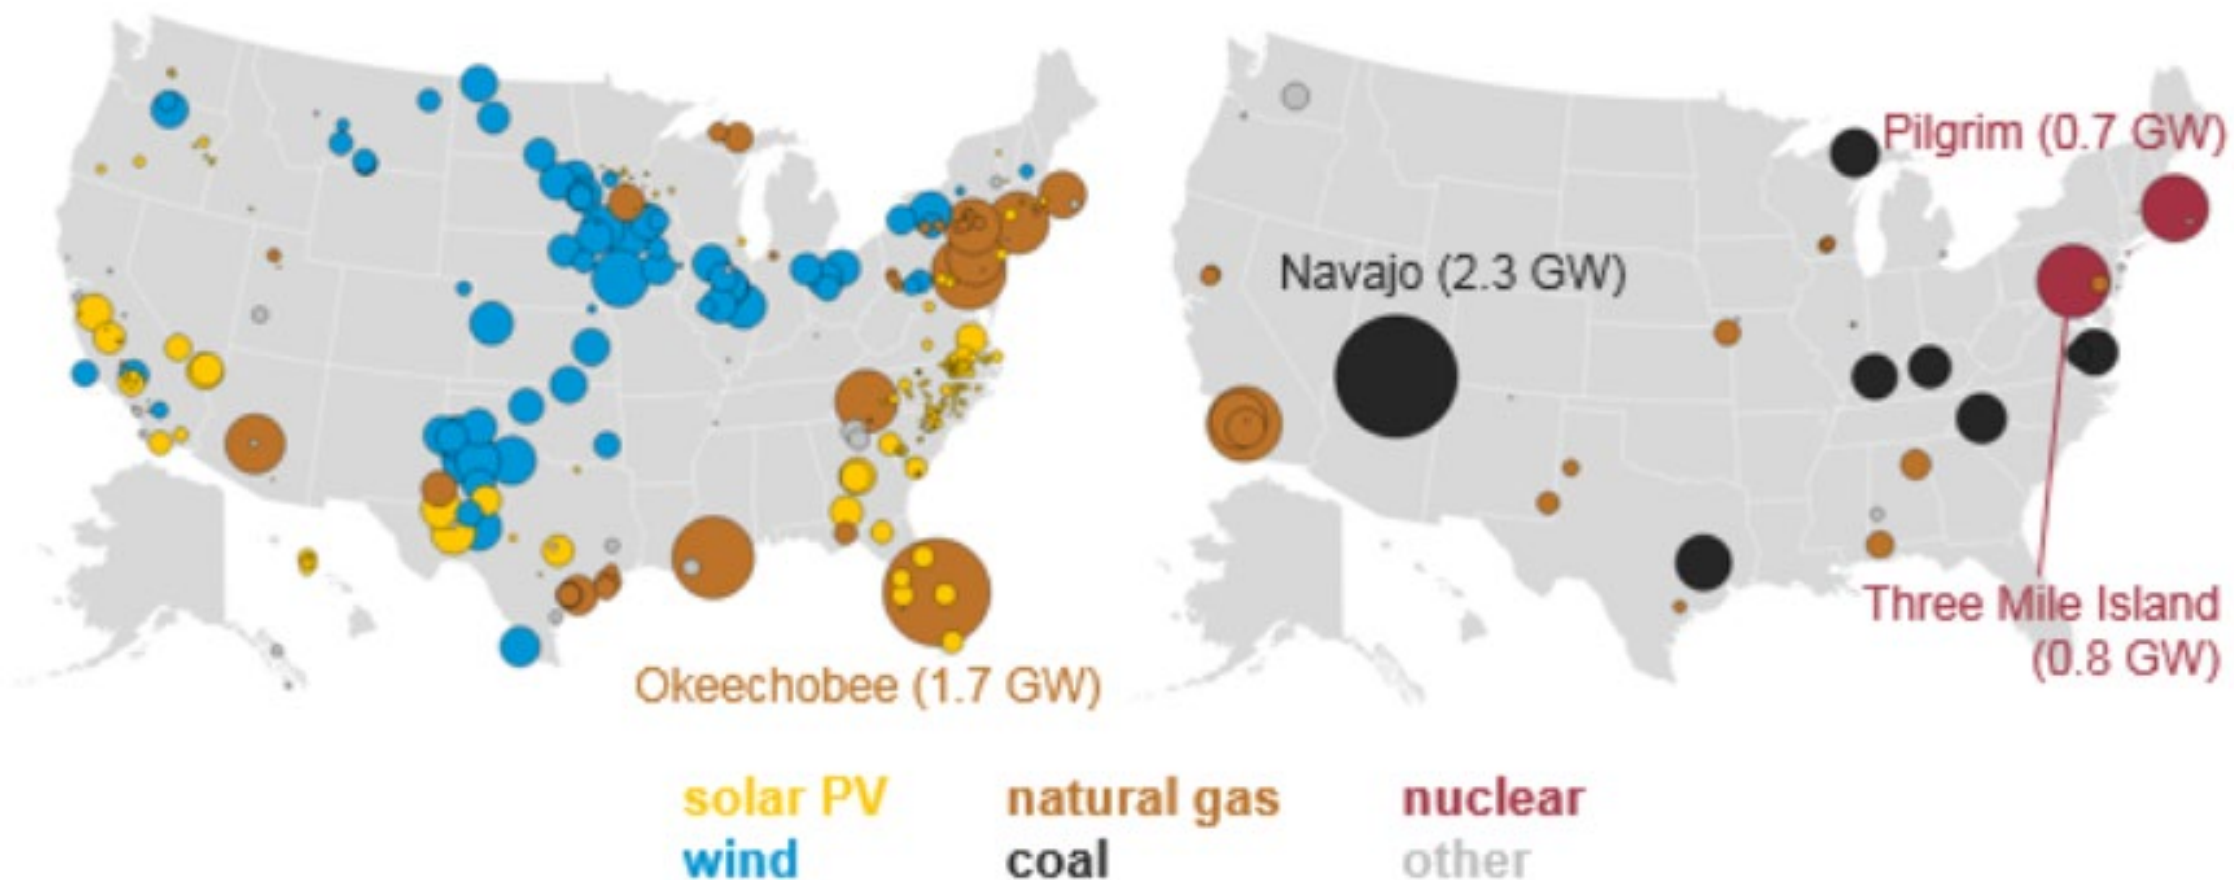 Pilgrim (0.7 GW)
Navajo (2.3 GW)
Three Mile Island
(0.8 GW)
Okeechobee (1.7 GW)
solar PV natural gas nuclear
wind coal other